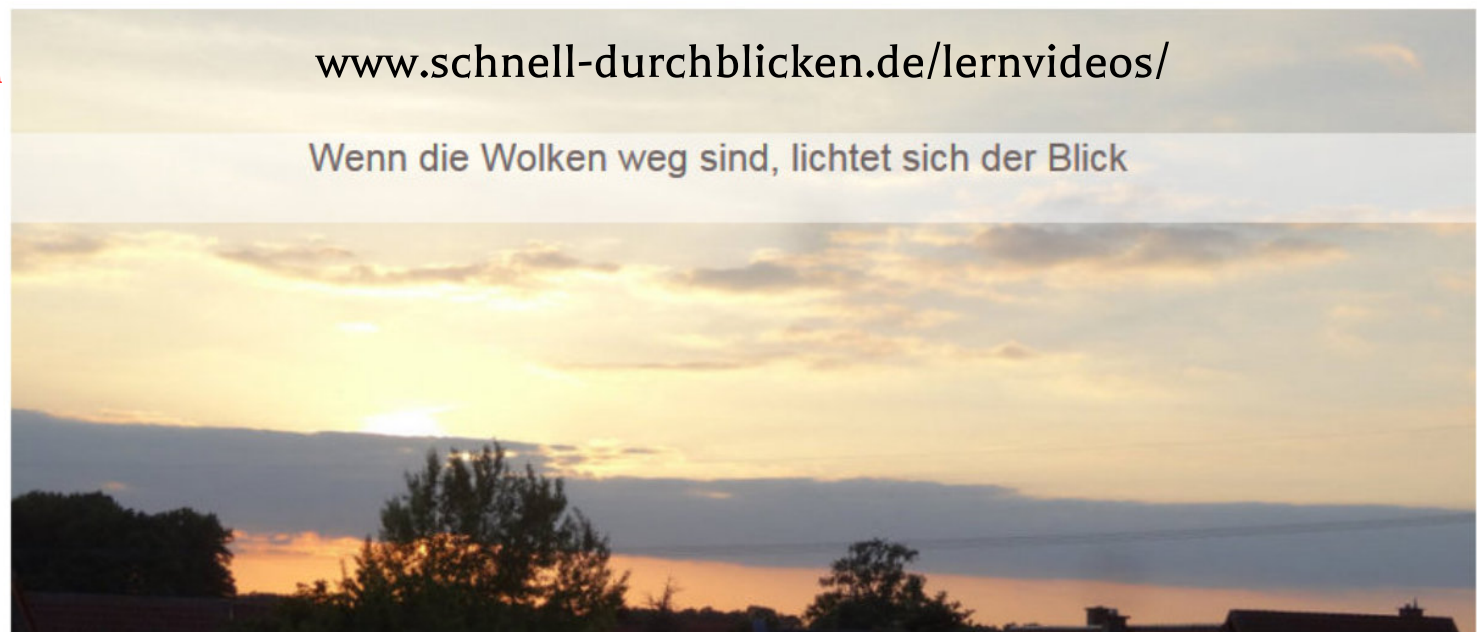 www.schnell-durchblicken.de/lernvideos/
Wenn die Wolken weg sind, lichtet sich der Blick